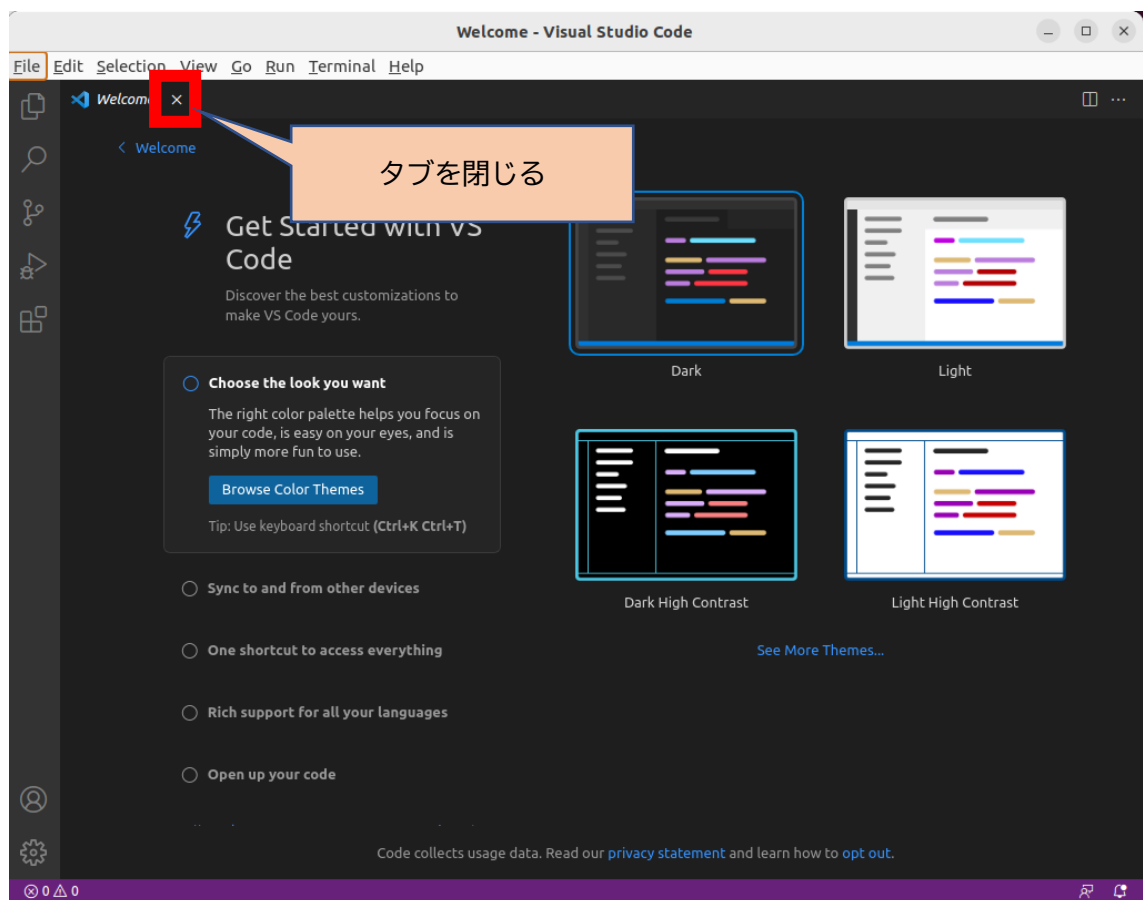 Welcome - Visual Studio Code
File Edit Selection View Go Run Terminal Help
Welcome
Welcome
タブを閉じる
Get Started with VS
Code
Discover the best customizations to
make VS Code yours.
Choose the look you want
The right color palette helps you focus on
your code, is easy on your eyes, and is
simply more fun to use.
Browse Color Themes
Tip: Use keyboard shortcut (Ctrl+K Ctrl+T)
Sync to and from other devices
One shortcut to access everything
Rich support for all your languages
Open up your code
Dark
Light
Dark High Contrast
Light High Contrast
See More Themes...
Code collects usage data. Read our privacy statement and learn how to opt out.
0 0